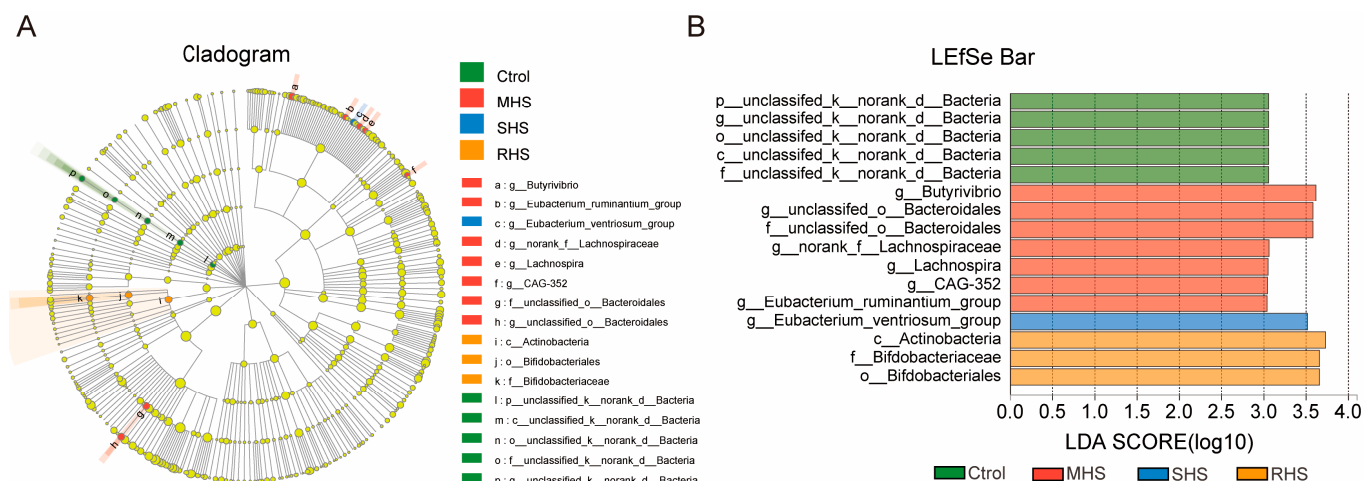 A
Cladogram
Ctrol
MHS
SHS
RHS
a : g__Butyrivibrio
b : g__Eubacterium_ruminantium_group
c : g__Eubacterium_ventriosum_group
d : g__norank_f__Lachnospiraceae
e : g__Lachnospira
f : g__CAG-352
g : f__unclassified_o__Bacteroidales
h : g__unclassified_o__Bacteroidales
i : c__Actinobacteria
j : o__Bifidobacteriales
k : f__Bifidobacteriaceae
l : p__unclassified_k__norank_d__Bacteria
m : c__unclassified_k__norank_d__Bacteria
n : o__unclassified_k__norank_d__Bacteria
o : f__unclassified_k__norank_d__Bacteria
p : g__unclassified_k__norank_d__Bacteria
a
b
c
d
e
f
p
o
n
m
l
k
j
i
g
h
B
LEfSe Bar
p__unclassifed_k__norank_d__Bacteria
g__unclassifed_k__norank_d__Bacteria
o__unclassifed_k__norank_d__Bacteria
c__unclassifed_k__norank_d__Bacteria
f__unclassifed_k__norank_d__Bacteria
g__Butyrivibrio
g__unclassifed_o__Bacteroidales
f__unclassifed_o__Bacteroidales
g__norank_f__Lachnospiraceae
g__Lachnospira
g__CAG-352
g__Eubacterium_ruminantium_group
g__Eubacterium_ventriosum_group
c__Actinobacteria
f__Bifdobacteriaceae
o__Bifdobacteriales
0.0 0.5 1.0 1.5 2.0 2.5 3.0 3.5 4.0
LDA SCORE(log10)
Ctrol MHS SHS RHS